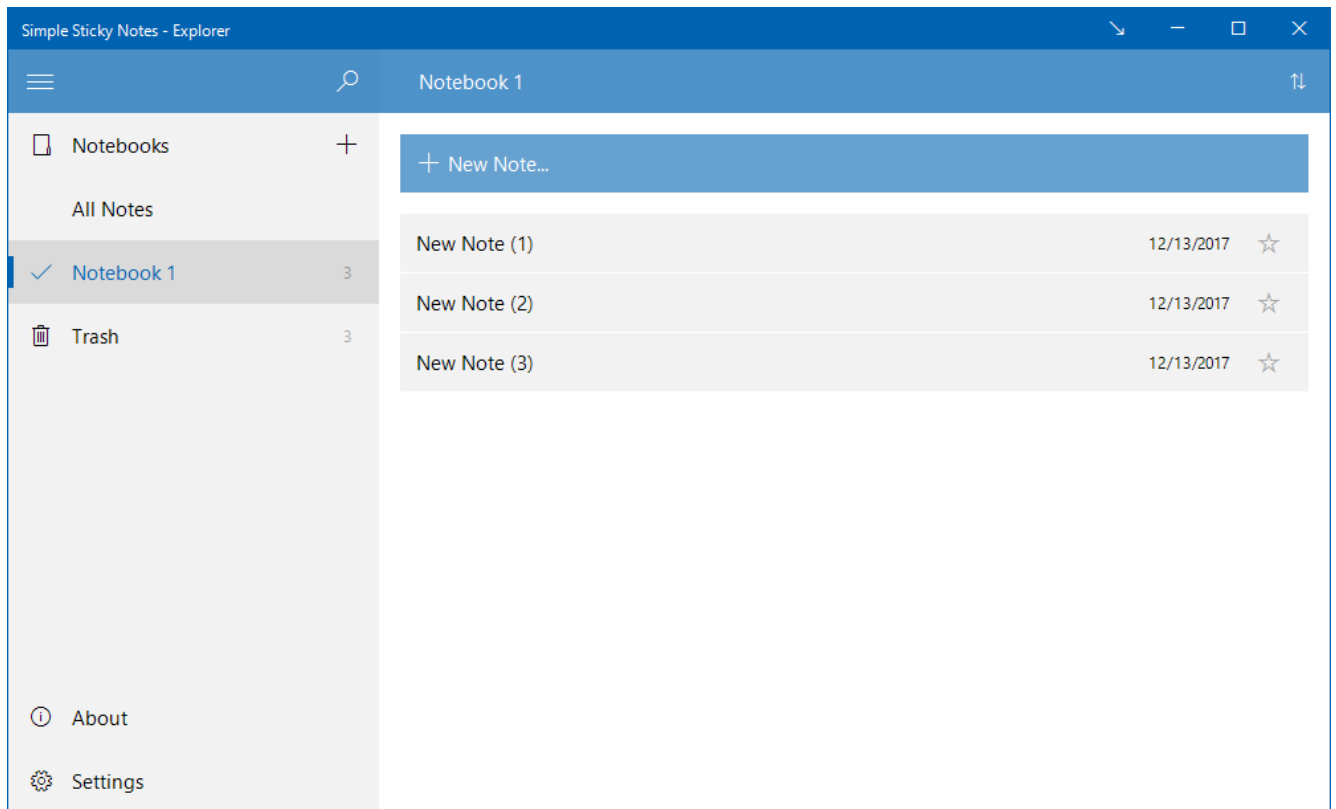 Simple Sticky Notes - Explorer
Notebook 1
Notebooks
All Notes
Notebook 1 3
Trash 3
About
Settings
New Note...
New Note (1) 12/13/2017
New Note (2) 12/13/2017
New Note (3) 12/13/2017